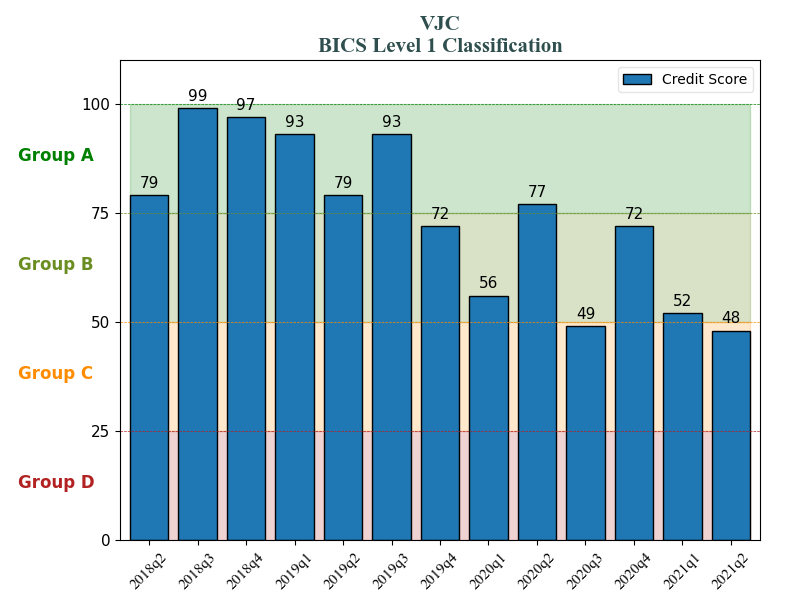 VJC
BICS Level 1 Classification
Credit Score
100
75
50
25
0
Group A
Group B
Group C
Group D
79
99
97
93
79
93
72
56
77
49
72
52
48
2018q2
2018q3
2018q4
2019q1
2019q2
2019q3
2019q4
2020q1
2020q2
2020q3
2020q4
2021q1
2021q2